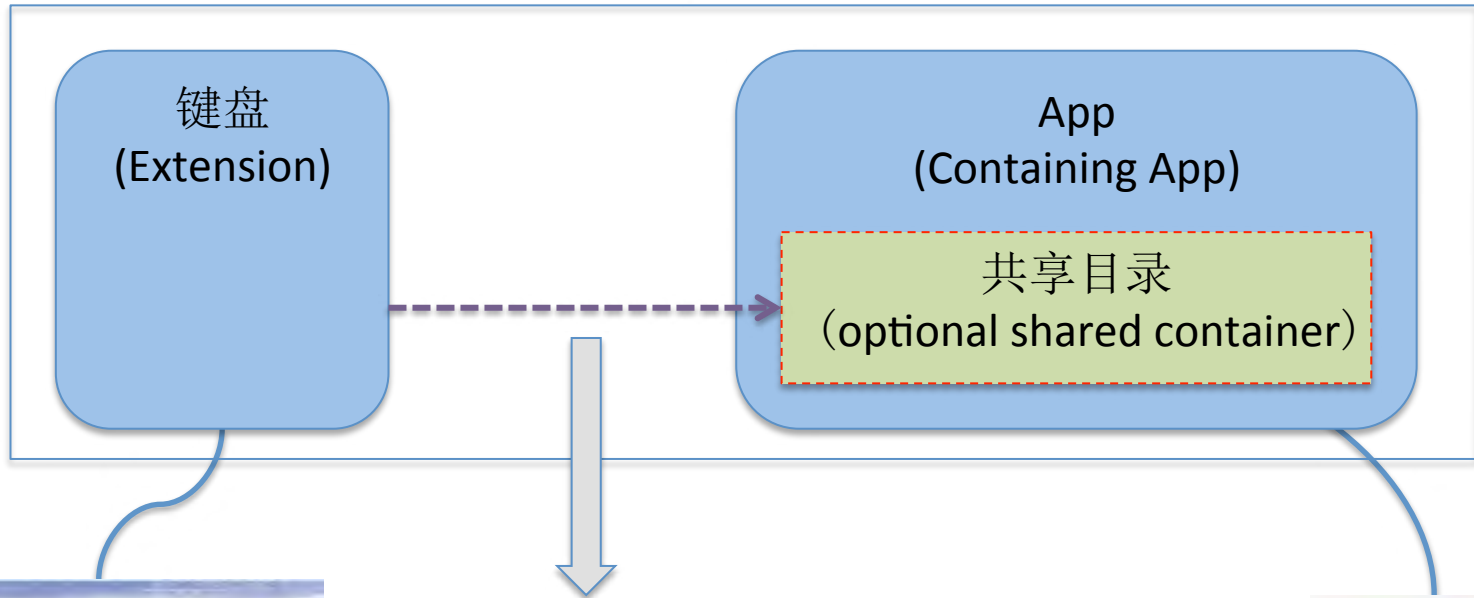 键盘
(Extension)
App
(Containing App)
共享目录
（optional shared container）